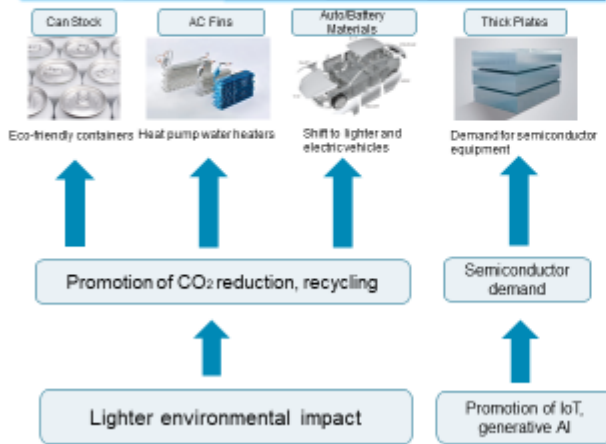 Can Stock
AC Fins
Auto/Battery
Materials
Thick Plates
Eco-friendly containers
Heat pump water heaters
Shift to lighter and
electric vehicles
Demand for semiconductor
equipment
Promotion of CO₂ reduction, recycling
Semiconductor
demand
Lighter environmental impact
Promotion of IoT,
generative AI